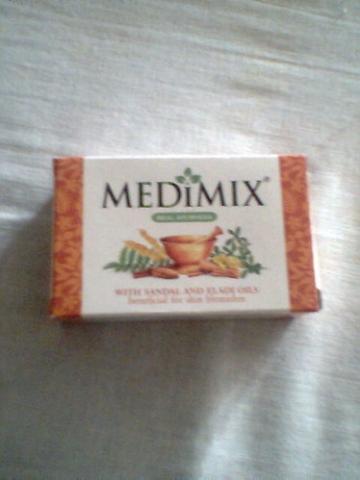 MEDiMIX®
REAL AYURVEDA
WITH SANDAL AND ELADI OILS
beneficial for skin blemishes